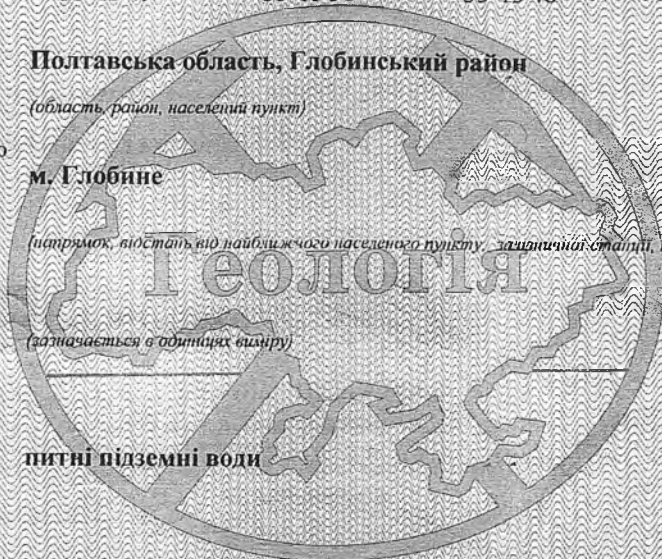 Полтавська область, Глобинський район
(область, район, населений пункт)
м. Глобине
(напрямок, відстань від найближчого населеного пункту, залізничної станції,
Геологія
(зазначається в одиницях виміру)
питні підземні води